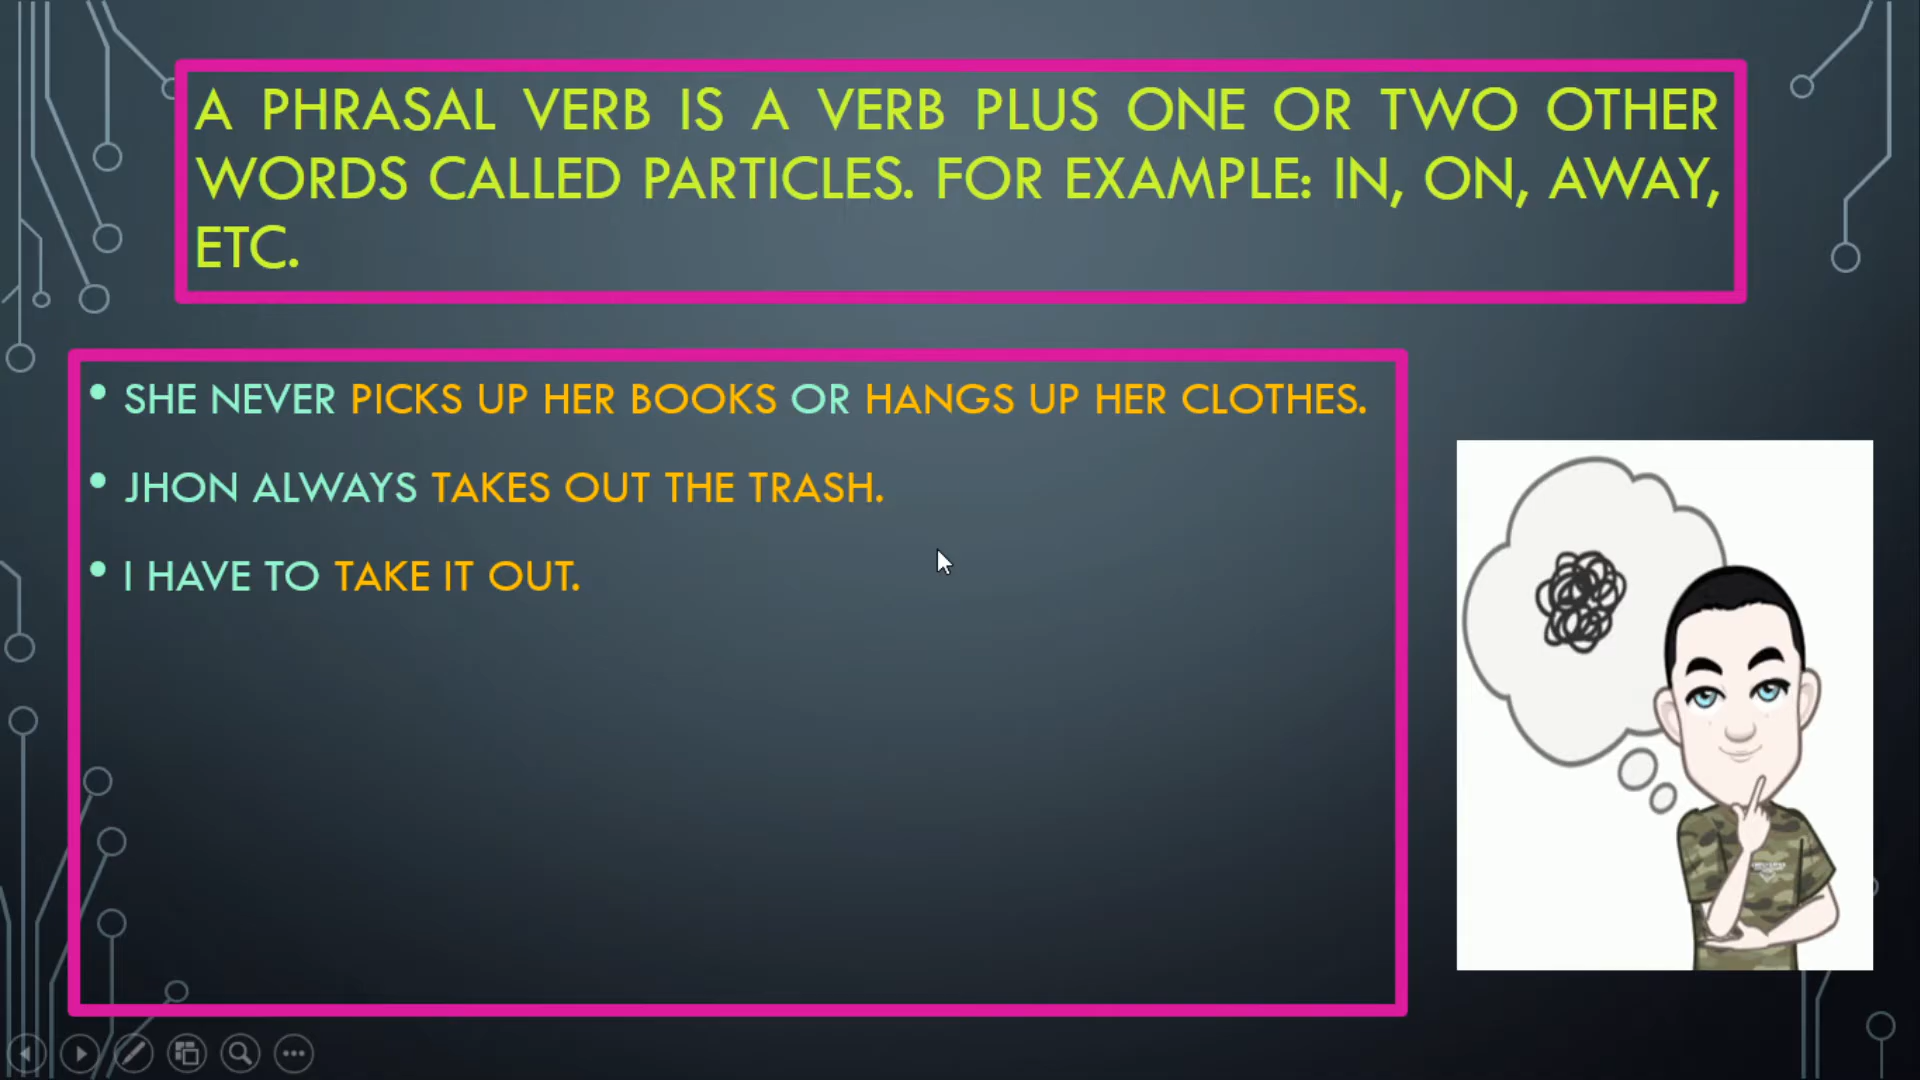 A PHRASAL VERB IS A VERB PLUS ONE OR TWO OTHER
WORDS CALLED PARTICLES. FOR EXAMPLE: IN, ON, AWAY,
ETC.
• SHE NEVER PICKS UP HER BOOKS OR HANGS UP HER CLOTHES.
• JHON ALWAYS TAKES OUT THE TRASH.
• I HAVE TO TAKE IT OUT.